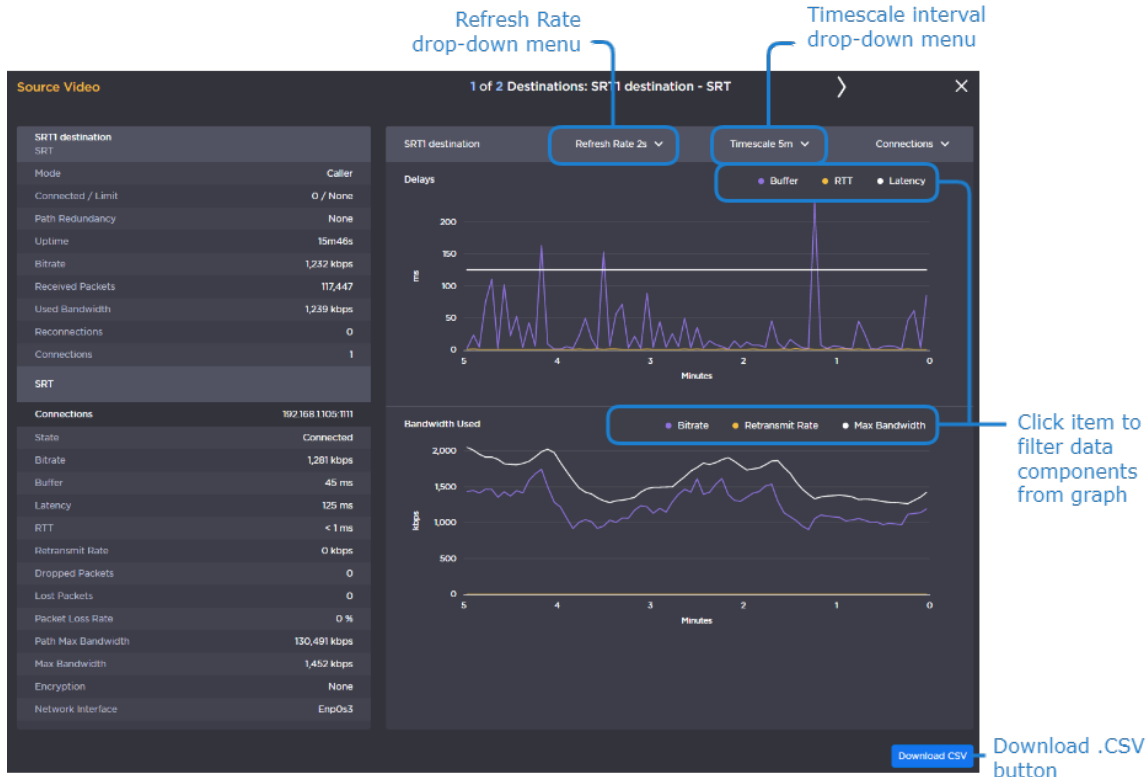 Refresh Rate
drop-down menu
Timescale interval
drop-down menu
Source Video
1 of 2 Destinations: SRT1 destination - SRT
SRT1 destination
SRT
Mode Caller
Connected / Limit 0 / None
Path Redundancy None
Uptime 15m46s
Bitrate 1,232 kbps
Received Packets 117,447
Used Bandwidth 1,239 kbps
Reconnections 0
Connections 1
SRT
Connections 192.168.1.105:1111
State Connected
Bitrate 1,281 kbps
Buffer 45 ms
Latency 125 ms
RTT < 1 ms
Retransmit Rate 0 kbps
Dropped Packets 0
Lost Packets 0
Packet Loss Rate 0 %
Path Max Bandwidth 130,491 kbps
Max Bandwidth 1,452 kbps
Encryption None
Network Interface Enp0s3
SRT1 destination Refresh Rate 2s Timescale 5m Connections
Delays Buffer RTT Latency
200
150
100
50
0
ms
5 4 3 2 1 0
Minutes
Bandwidth Used Bitrate Retransmit Rate Max Bandwidth
2,000
1,500
1,000
500
0
kbps
5 4 3 2 1 0
Minutes
Click item to
filter data
components
from graph
Download CSV
Download .CSV
button